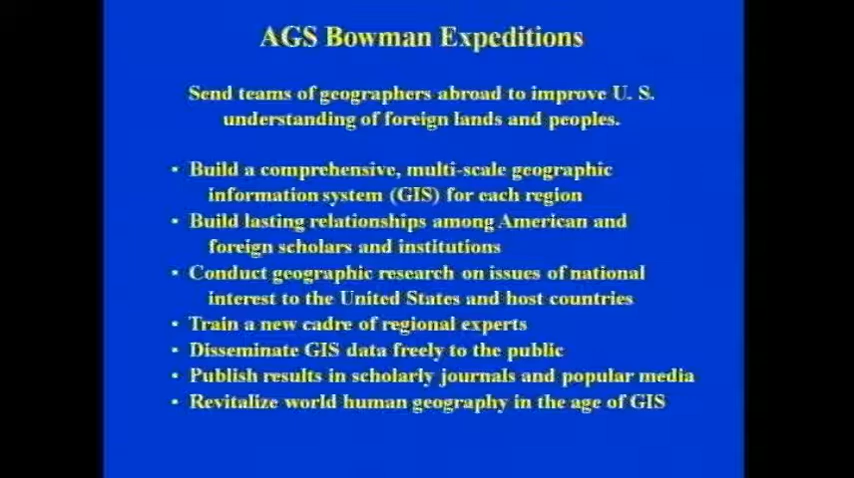 AGS Bowman Expeditions
Send teams of geographers abroad to improve U. S.
understanding of foreign lands and peoples.
• Build a comprehensive, multi-scale geographic
information system (GIS) for each region
• Build lasting relationships among American and
foreign scholars and institutions
• Conduct geographic research on issues of national
interest to the United States and host countries
• Train a new cadre of regional experts
• Disseminate GIS data freely to the public
• Publish results in scholarly journals and popular media
• Revitalize world human geography in the age of GIS